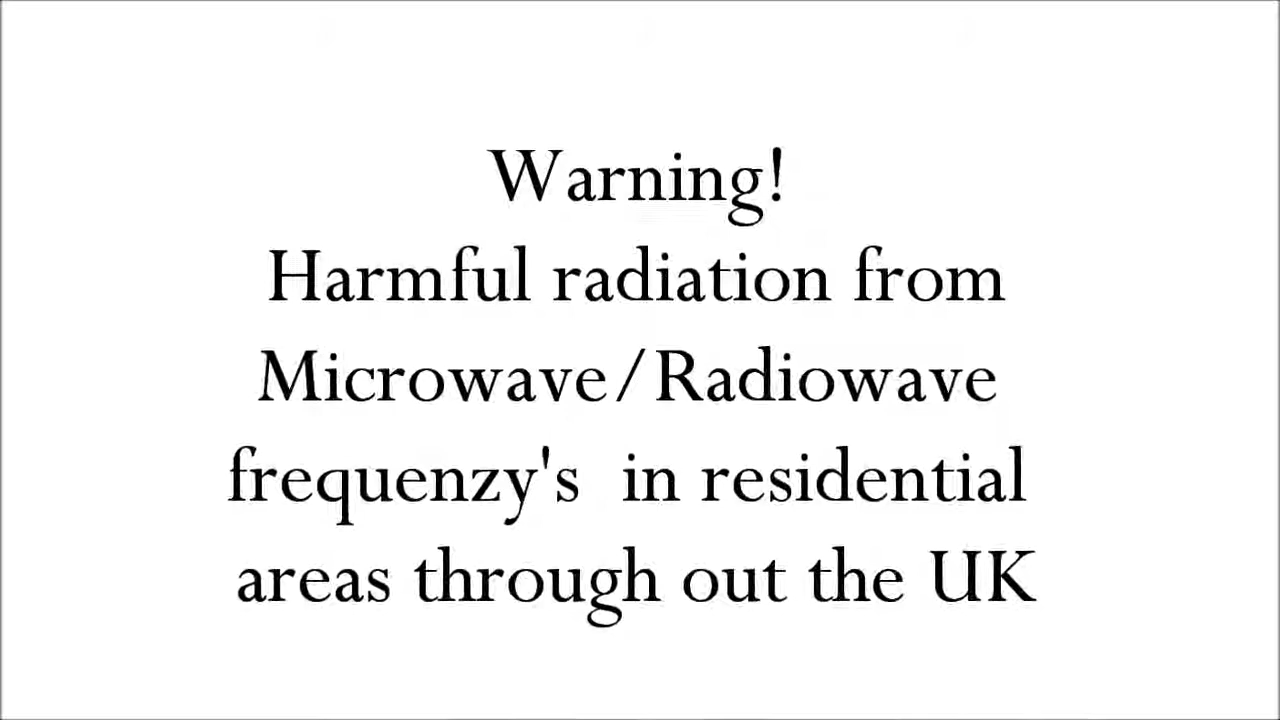 Warning!
Harmful radiation from
Microwave/Radiowave
frequenzy's in residential
areas through out the UK